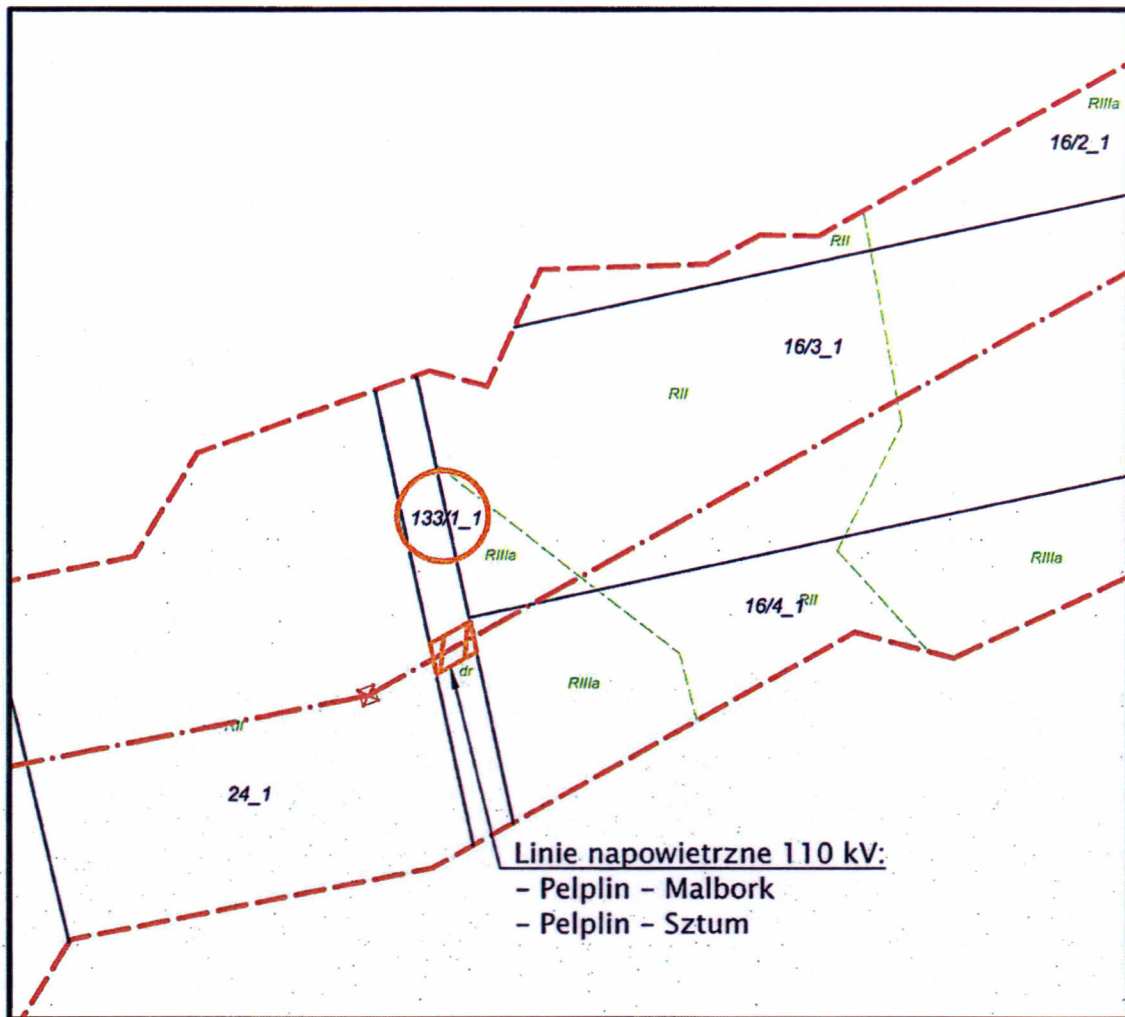 RIIIa
16/2_1
RII
16/3_1
RII
133/1_1
RIIIa
RIIIa
16/4_1
RII
dr
RIIIa
RII
24_1
Linie napowietrzne 110 kV:
– Pelplin – Malbork
– Pelplin – Sztum